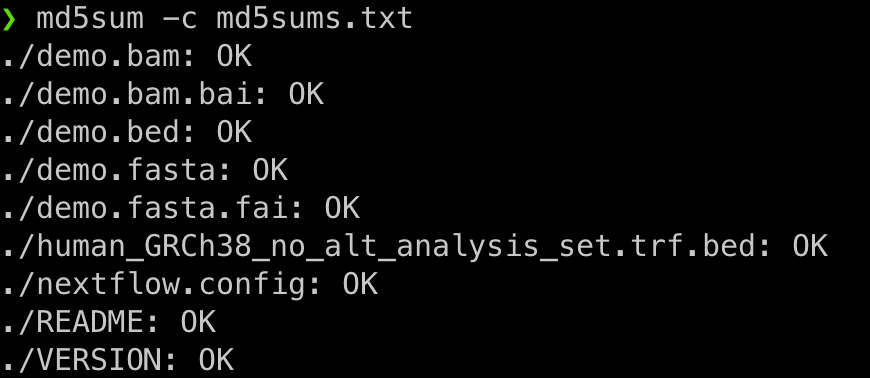 ❯ md5sum -c md5sums.txt
./demo.bam: OK
./demo.bam.bai: OK
./demo.bed: OK
./demo.fasta: OK
./demo.fasta.fai: OK
./human_GRCh38_no_alt_analysis_set.trf.bed: OK
./nextflow.config: OK
./README: OK
./VERSION: OK